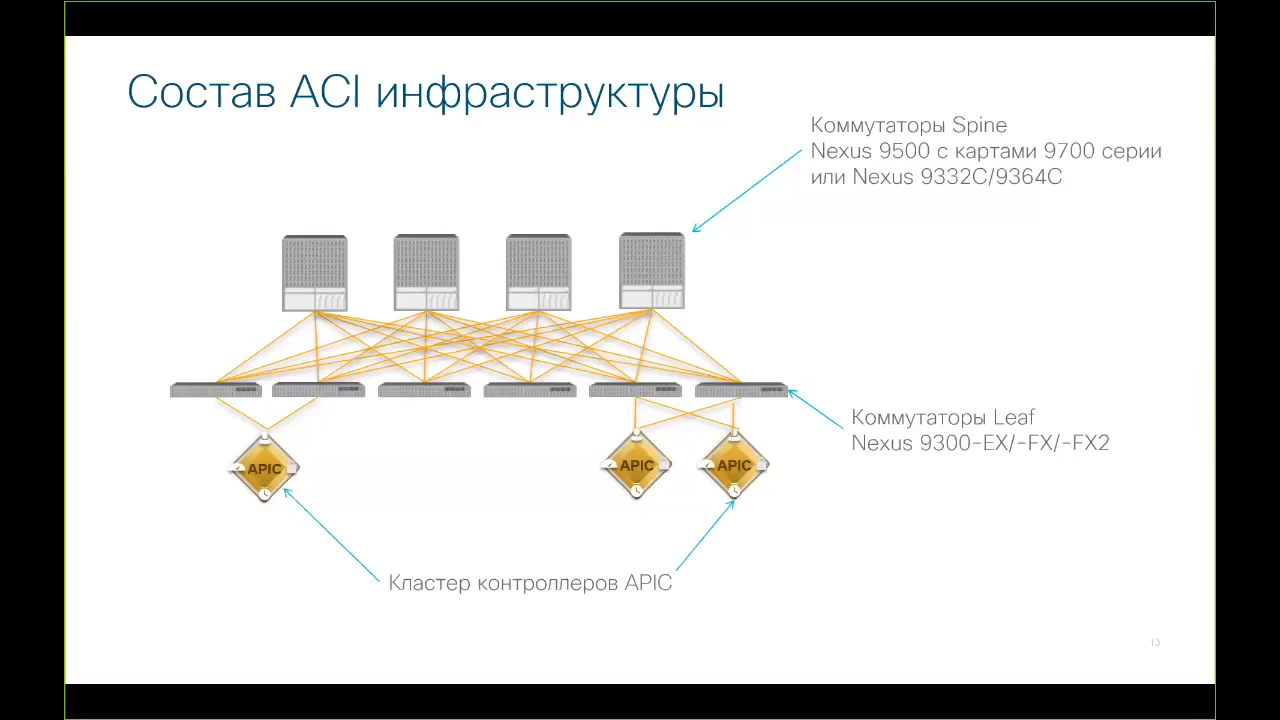 Состав ACI инфраструктуры
Коммутаторы Spine
Nexus 9500 с картами 9700 серии
или Nexus 9332C/9364C
Коммутаторы Leaf
Nexus 9300-EX/-FX/-FX2
APIC
APIC
APIC
Кластер контроллеров APIC
13